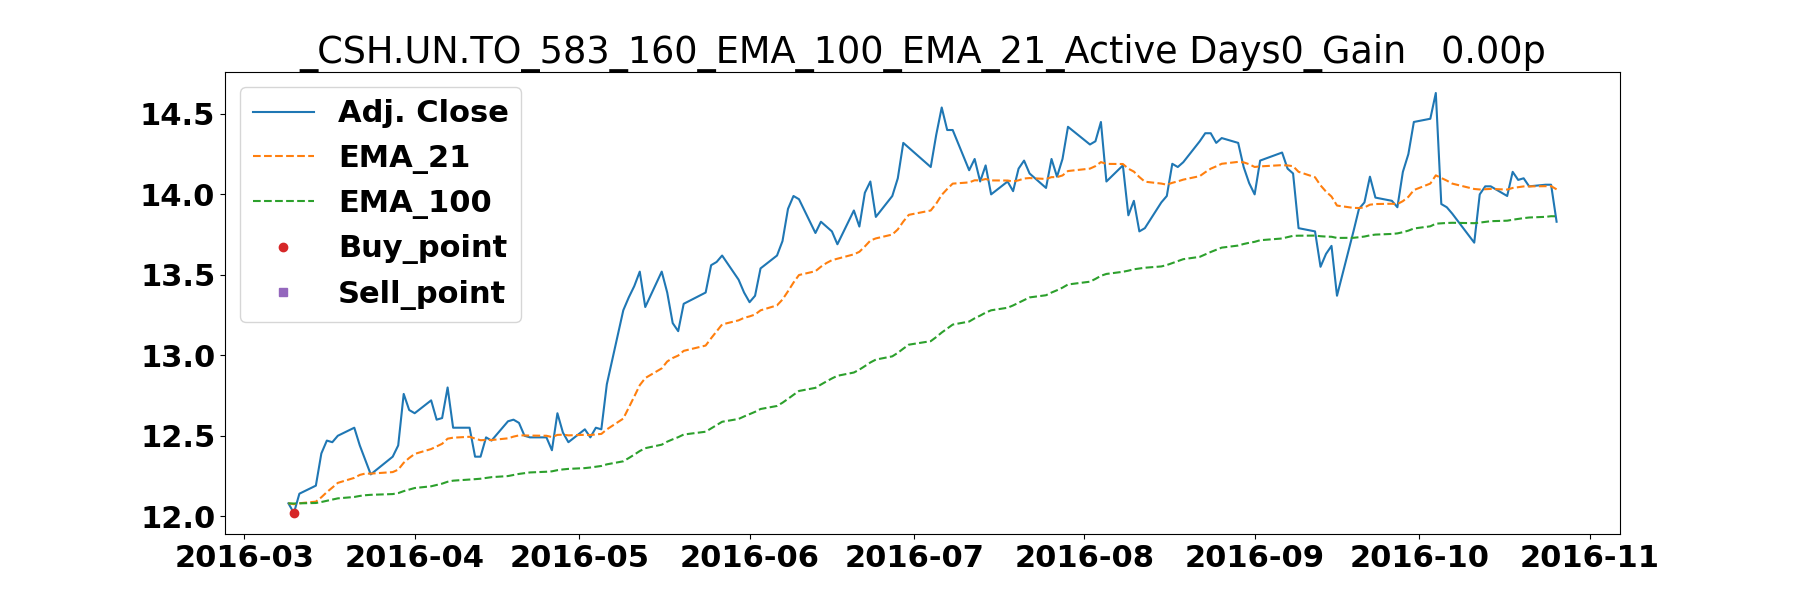 _CSH.UN.TO_583_160_EMA_100_EMA_21_Active Days0_Gain   0.00p
Adj. Close
EMA_21
EMA_100
Buy_point
Sell_point
14.5
14.0
13.5
13.0
12.5
12.0
2016-03 2016-04 2016-05 2016-06 2016-07 2016-08 2016-09 2016-10 2016-11